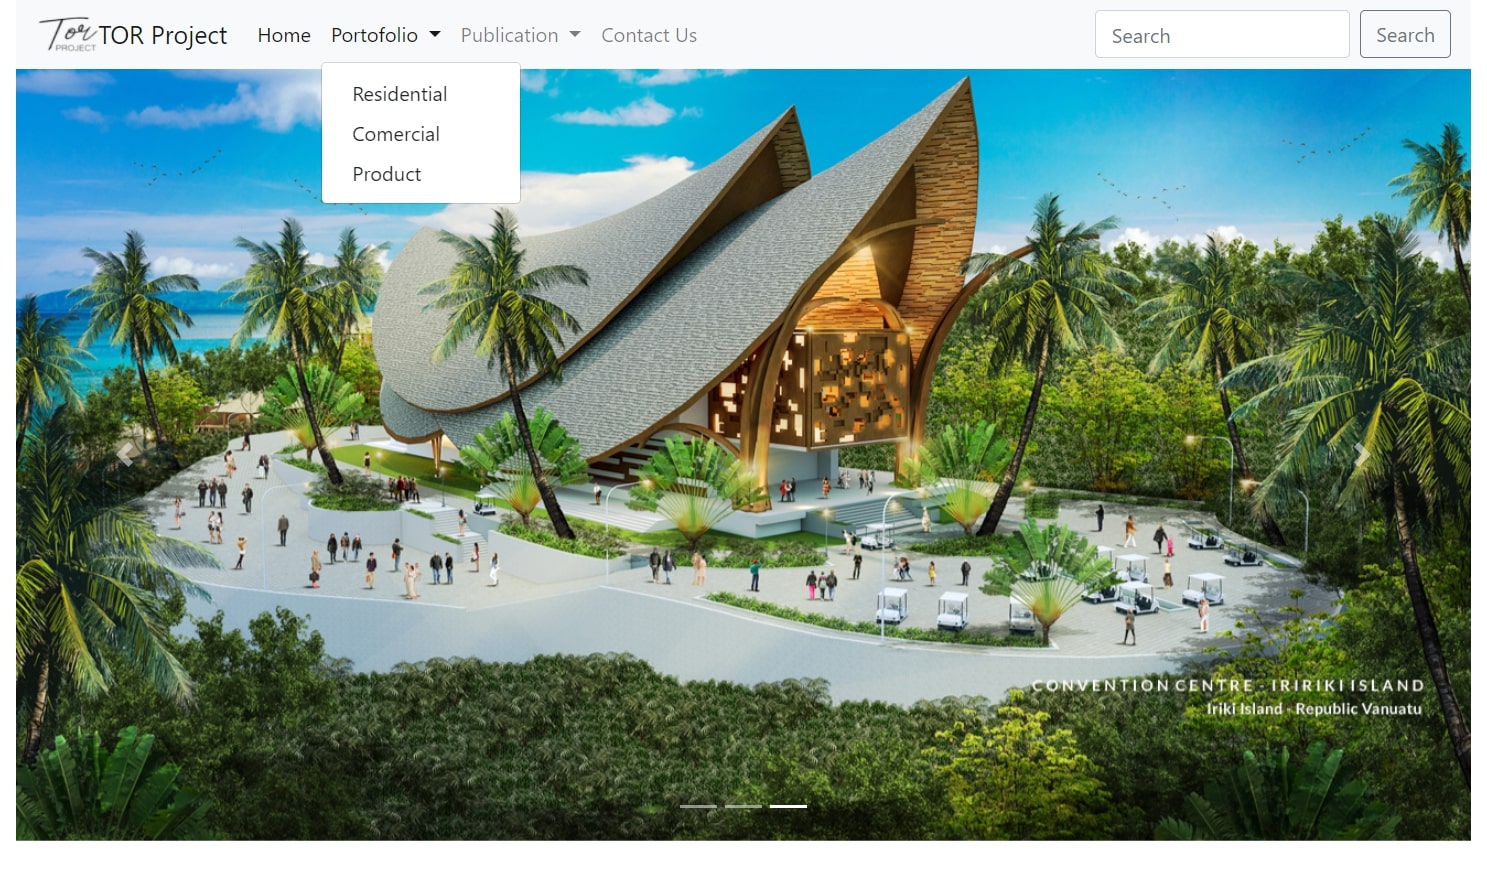 Tor
PROJECT
TOR Project
Home
Portofolio
Publication
Contact Us
Search
Search
Residential
Comercial
Product
CONVENTION CENTRE - IRIRIKI ISLAND
Iriki Island - Republic Vanuatu